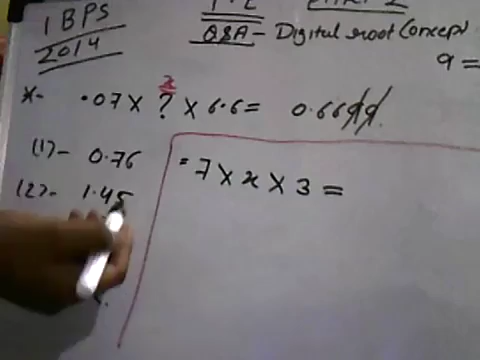 IBPS
2014
Q&A - Digital root Concept
9 =
x
*- .07 X ? X 6.6 = 0.6699
(1)- 0.76
(2)- 1.45
= 7 X x X 3 =